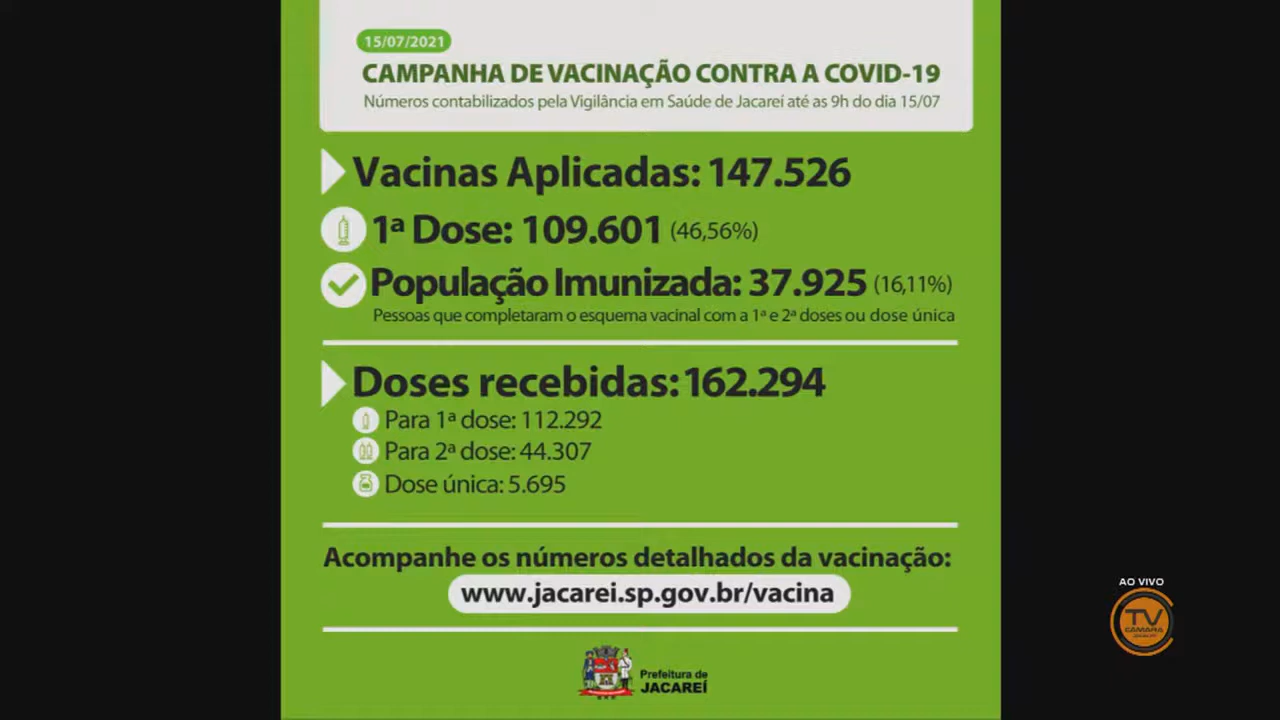 15/07/2021
CAMPANHA DE VACINAÇÃO CONTRA A COVID-19
Números contabilizados pela Vigilância em Saúde de Jacareí até as 9h do dia 15/07
Vacinas Aplicadas: 147.526
1ª Dose: 109.601 (46,56%)
População Imunizada: 37.925 (16,11%)
Pessoas que completaram o esquema vacinal com a 1ª e 2ª doses ou dose única
Doses recebidas: 162.294
Para 1ª dose: 112.292
Para 2ª dose: 44.307
Dose única: 5.695
Acompanhe os números detalhados da vacinação:
www.jacarei.sp.gov.br/vacina
Prefeitura de
JACAREÍ
AO VIVO
TV
CÂMARA